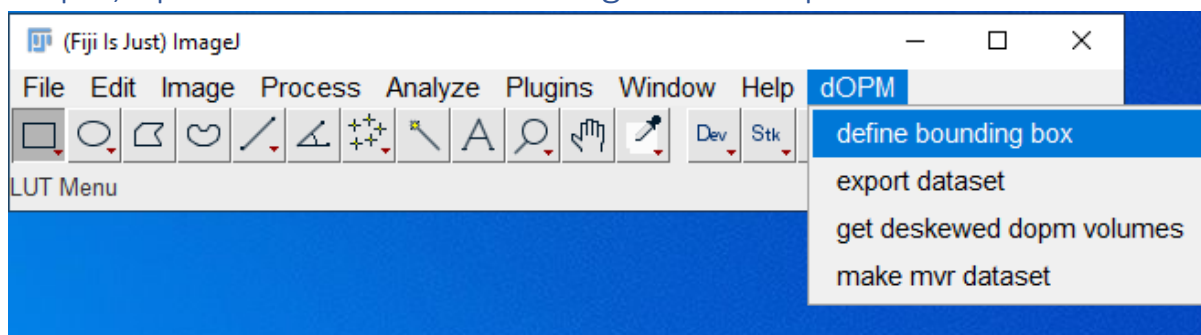 (Fiji Is Just) ImageJ
File Edit Image Process Analyze Plugins Window Help dOPM
Dev Stk
define bounding box
LUT Menu
export dataset
get deskewed dopm volumes
make mvr dataset